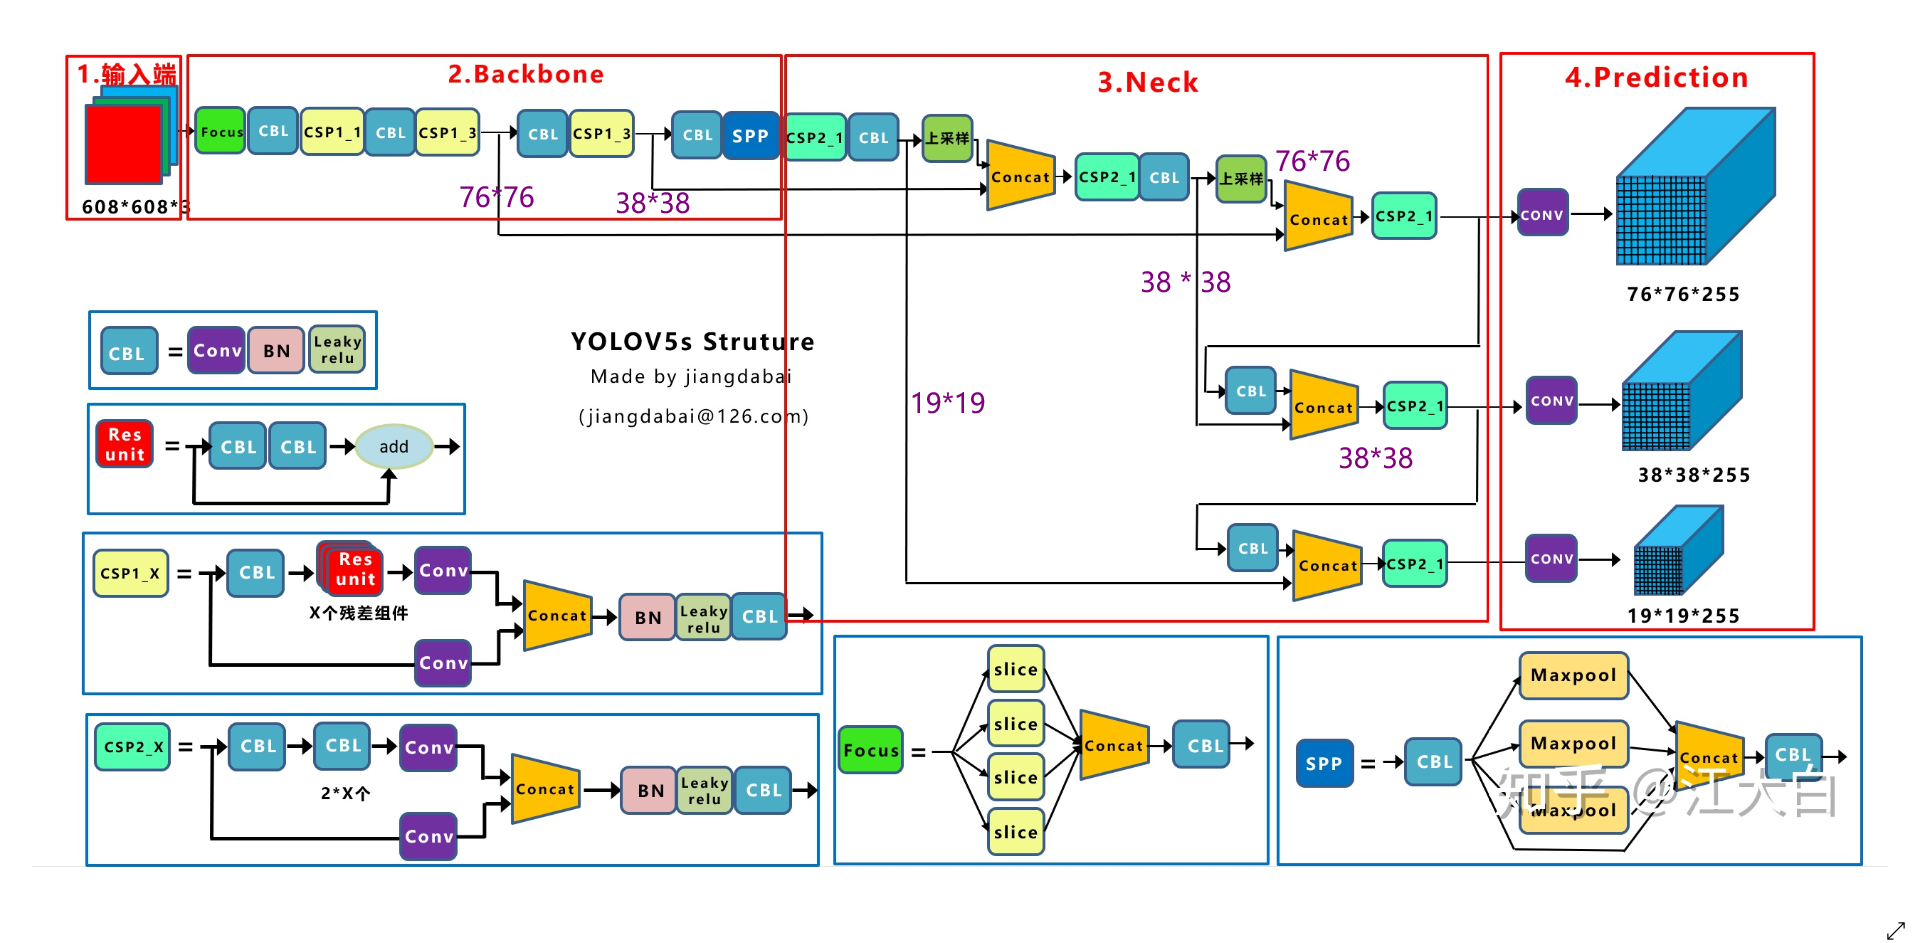 1.输入端
2.Backbone
3.Neck
4.Prediction
608*608*3
Focus
CBL
CSP1_1
CBL
CSP1_3
CBL
CSP1_3
CBL
SPP
CSP2_1
CBL
上采样
Concat
CSP2_1
CBL
上采样
76*76
Concat
CSP2_1
CONV
76*76
38*38
76*76*255
38 * 38
YOLOV5s Struture
Made by jiangdabai
(jiangdabai@126.com)
19*19
CBL
Concat
CSP2_1
CONV
38*38
38*38*255
CBL
Concat
CSP2_1
CONV
19*19*255
CBL
=
Conv
BN
Leaky
relu
Res
unit
=
CBL
CBL
add
CSP1_X
=
CBL
Res
unit
Conv
X个残差组件
Concat
BN
Leaky
relu
CBL
Conv
CSP2_X
=
CBL
CBL
Conv
2*X个
Concat
BN
Leaky
relu
CBL
Conv
Focus
=
slice
slice
slice
slice
Concat
CBL
SPP
=
CBL
Maxpool
Maxpool
Maxpool
Concat
CBL
知乎 @江大白